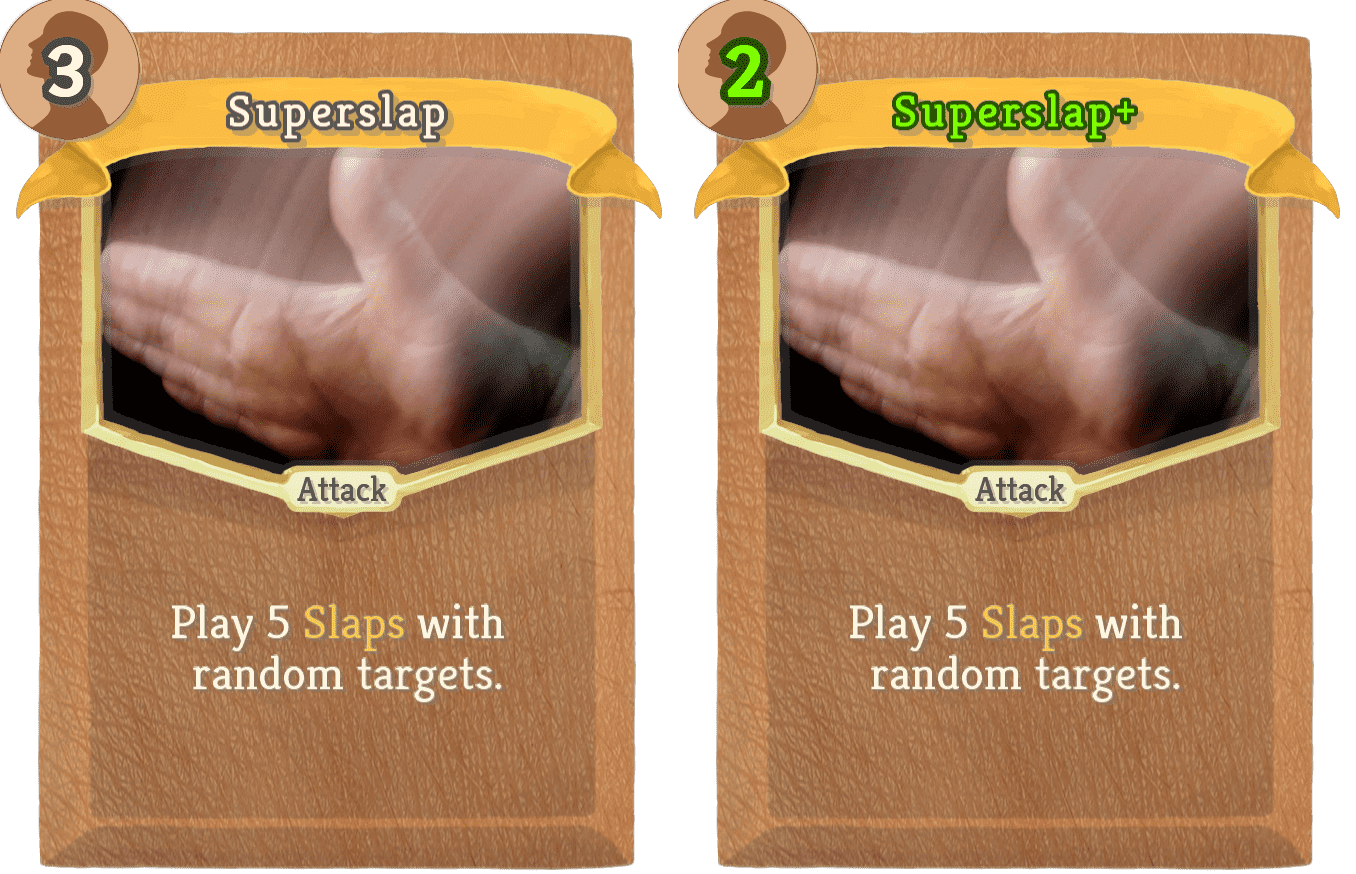 3
Superslap
Attack
Play 5 Slaps with
random targets.
2
Superslap+
Attack
Play 5 Slaps with
random targets.